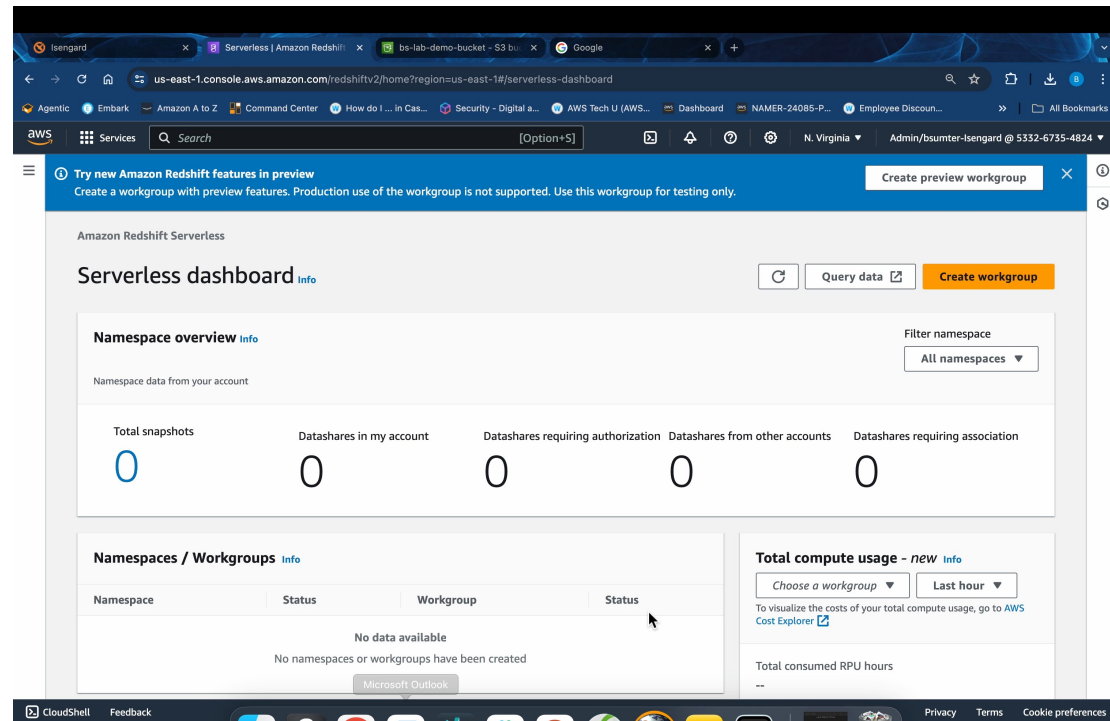 Isengard
Serverless | Amazon Redshift
bs-lab-demo-bucket - S3 bu
Google
us-east-1.console.aws.amazon.com/redshiftv2/home?region=us-east-1#/serverless-dashboard
B
Agentic
Embark
Amazon A to Z
Command Center
How do I ... in Cas...
Security - Digital a...
AWS Tech U (AWS...
Dashboard
NAMER-24085-P...
Employee Discoun...
All Bookmarks
aws
Services
Search
[Option+S]
N. Virginia
Admin/bsumter-Isengard @ 5332-6735-4824
Try new Amazon Redshift features in preview
Create a workgroup with preview features. Production use of the workgroup is not supported. Use this workgroup for testing only.
Create preview workgroup
Amazon Redshift Serverless
Serverless dashboard Info
Query data
Create workgroup
Namespace overview Info
Namespace data from your account
Filter namespace
All namespaces
Total snapshots
0
Datashares in my account
0
Datashares requiring authorization
0
Datashares from other accounts
0
Datashares requiring association
0
Namespaces / Workgroups Info
Namespace Status Workgroup Status
No data available
No namespaces or workgroups have been created
Total compute usage - new Info
Choose a workgroup
Last hour
To visualize the costs of your total compute usage, go to AWS
Cost Explorer
Total consumed RPU hours
--
Microsoft Outlook
CloudShell
Feedback
Privacy
Terms
Cookie preferences